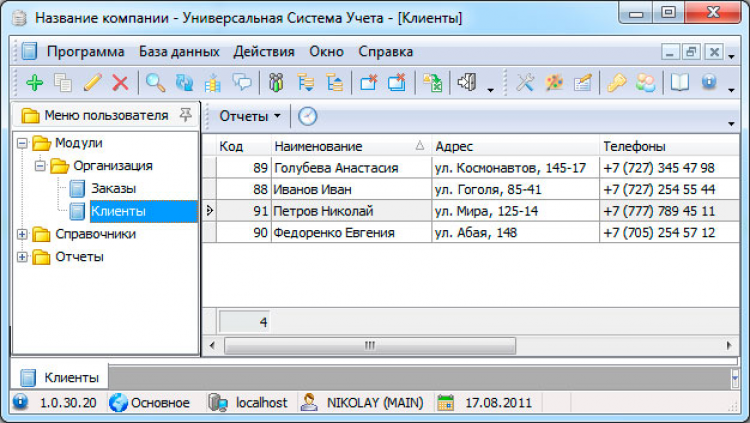 Название компании - Универсальная Система Учета - [Клиенты]
Программа База данных Действия Окно Справка
Меню пользователя
Отчеты
Модули
Организация
Заказы
Клиенты
Справочники
Отчеты
Код Наименование Адрес Телефоны
89 Голубева Анастасия ул. Космонавтов, 145-17 +7 (727) 345 47 98
88 Иванов Иван ул. Гоголя, 85-41 +7 (727) 254 55 44
91 Петров Николай ул. Мира, 125-14 +7 (777) 789 45 11
90 Федоренко Евгения ул. Абая, 148 +7 (705) 254 57 12
4
Клиенты
1.0.30.20 Основное localhost NIKOLAY (MAIN) 17.08.2011